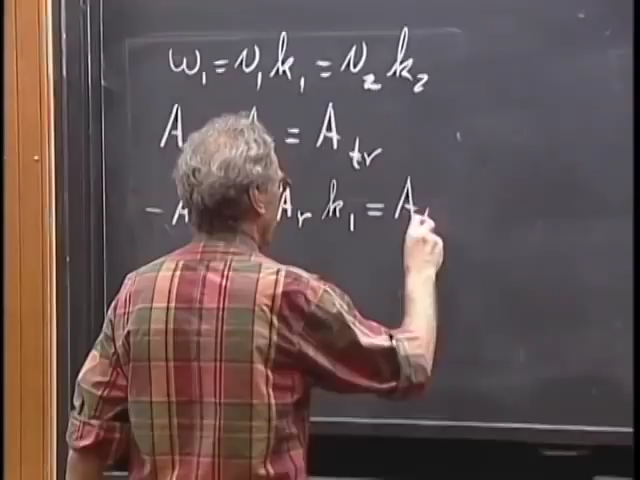 ω₁ = v₁k₁ = v₂k₂
A A = A_tr
- A A_r k₁ = A